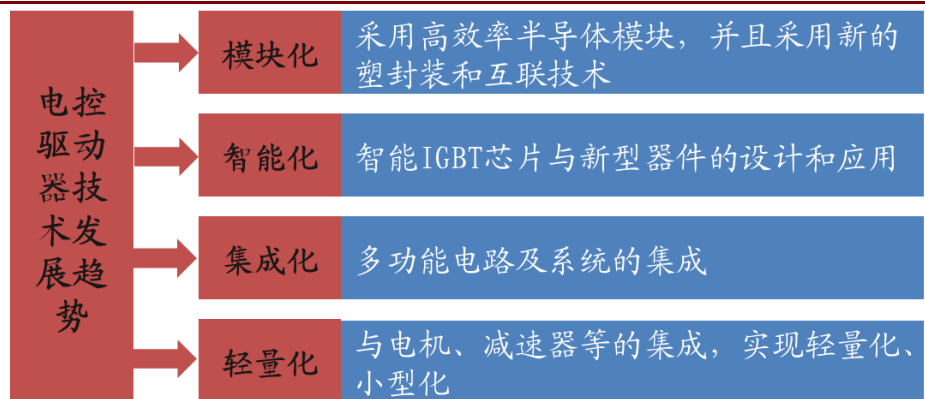 电控
驱动
器技
术发
展趋
势
模块化
采用高效率半导体模块，并且采用新的
塑封装和互联技术
智能化
智能IGBT芯片与新型器件的设计和应用
集成化
多功能电路及系统的集成
轻量化
与电机、减速器等的集成，实现轻量化、
小型化